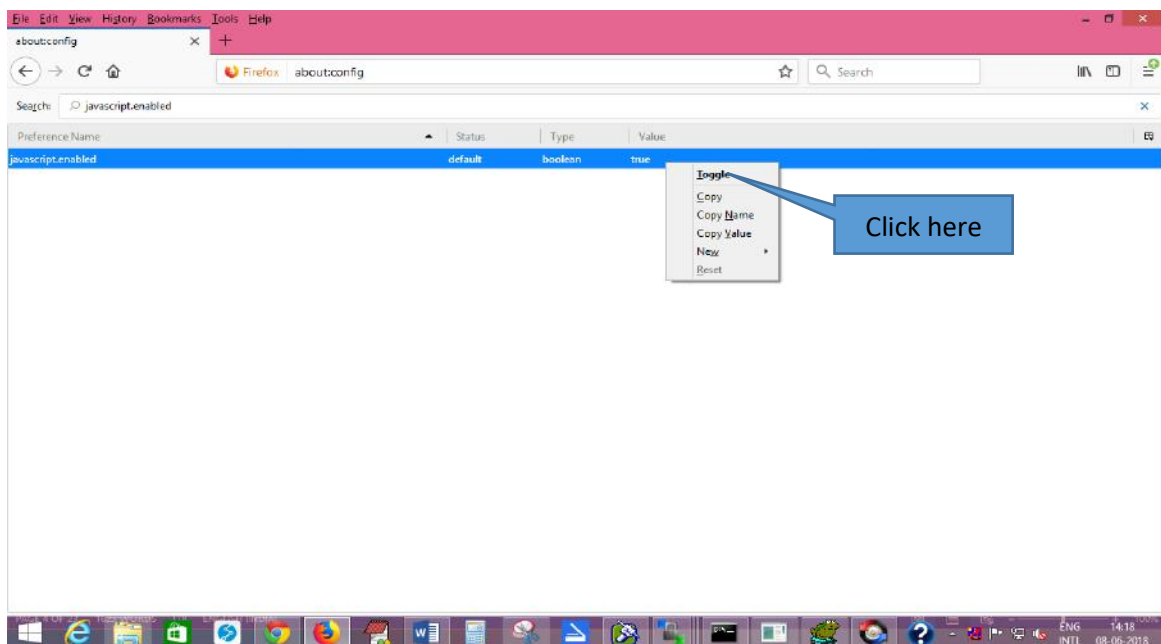 File Edit View History Bookmarks Tools Help
about:config
Firefox about:config Search
Search: javascript.enabled
Preference Name Status Type Value
javascript.enabled default boolean true
Toggle
Copy
Copy Name
Copy Value
New
Reset
Click here
ENG 14:18
INTL 08-06-2018